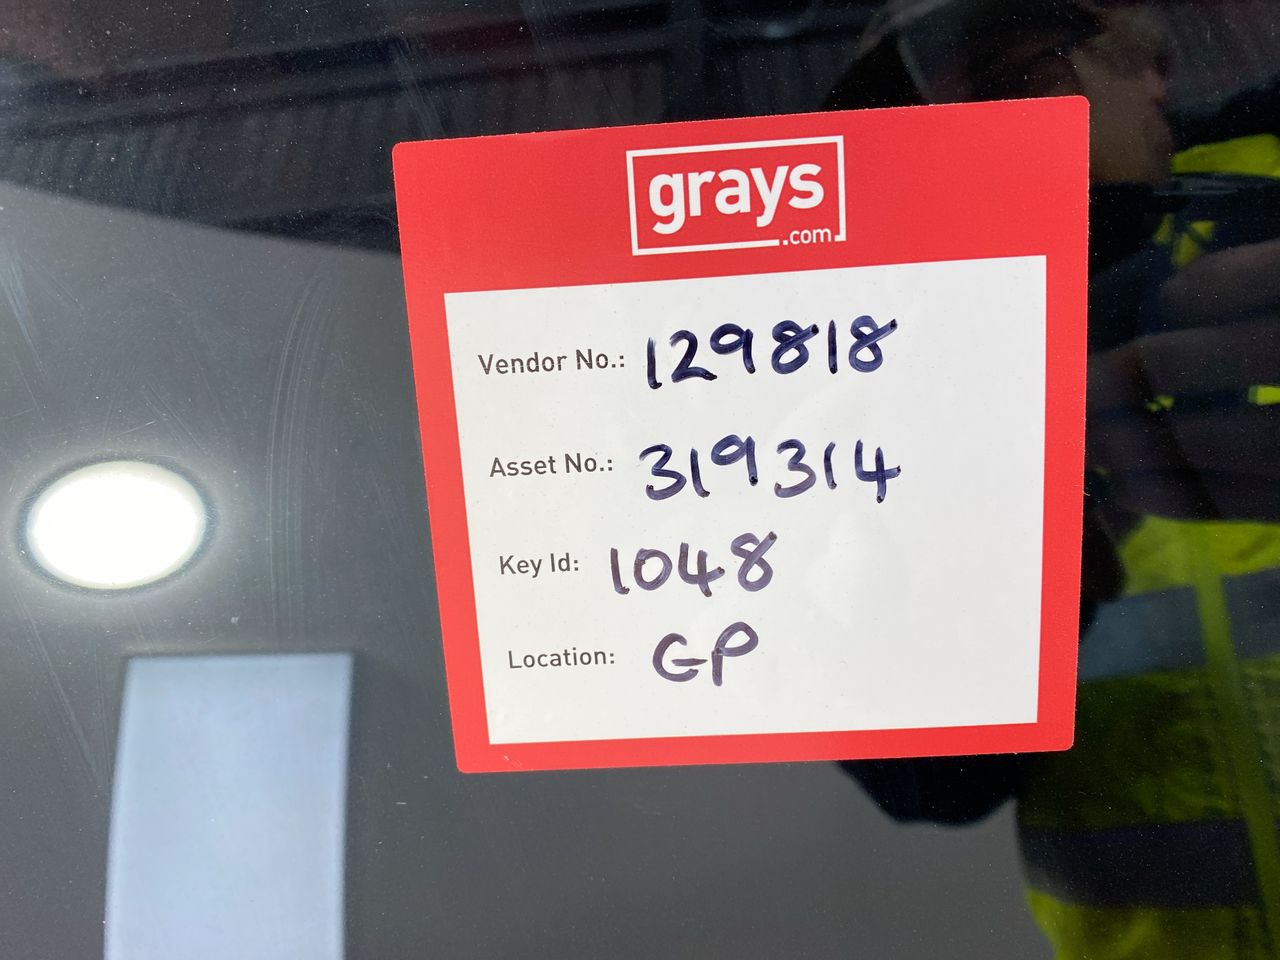 grays
.com
Vendor No.: 129818
Asset No.: 319314
Key Id: 1048
Location: GP